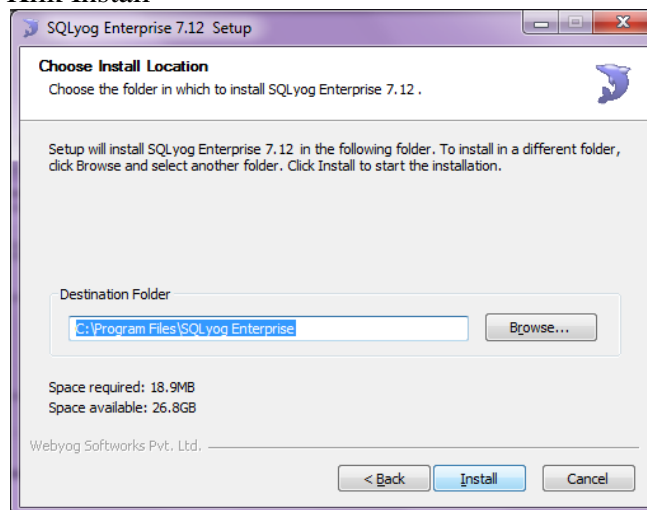 Klik Install
SQLyog Enterprise 7.12 Setup
Choose Install Location
Choose the folder in which to install SQLyog Enterprise 7.12 .
Setup will install SQLyog Enterprise 7.12 in the following folder. To install in a different folder,
click Browse and select another folder. Click Install to start the installation.
Destination Folder
C:\Program Files\SQLyog Enterprise
Browse...
Space required: 18.9MB
Space available: 26.8GB
Webyog Softworks Pvt. Ltd.
< Back Install Cancel